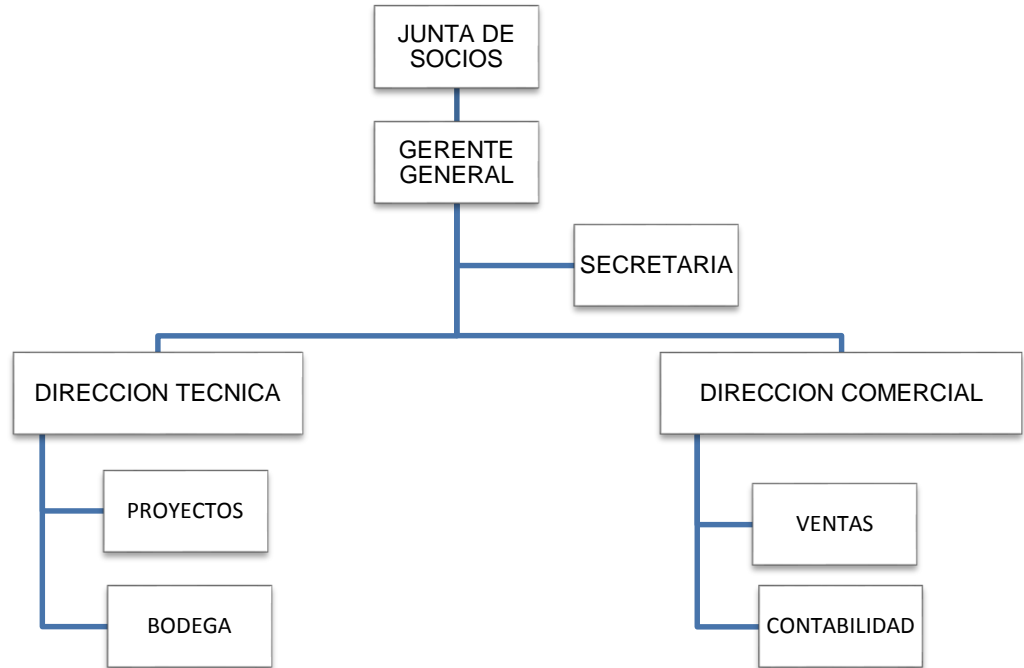 JUNTA DE
SOCIOS
GERENTE
GENERAL
SECRETARIA
DIRECCION TECNICA
DIRECCION COMERCIAL
PROYECTOS
VENTAS
BODEGA
CONTABILIDAD